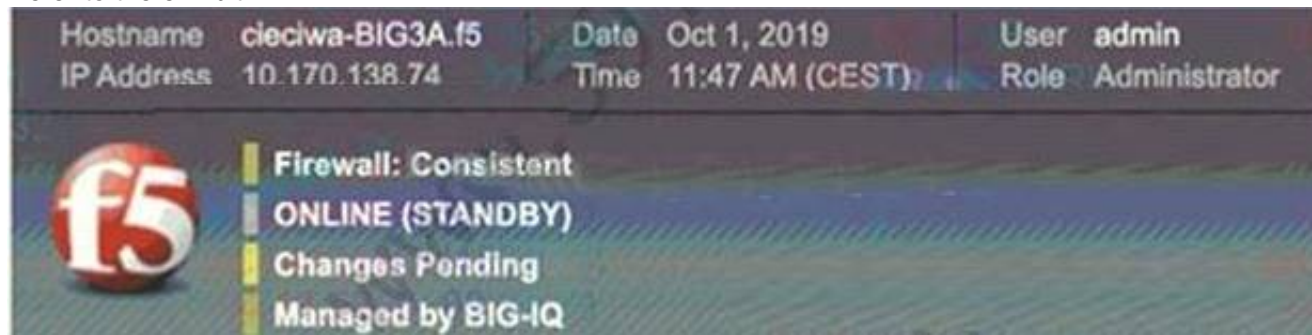 Hostname cieciwa-BIG3A.f5 Date Oct 1, 2019 User admin
IP Address 10.170.138.74 Time 11:47 AM (CEST) Role Administrator
f5
Firewall: Consistent
ONLINE (STANDBY)
Changes Pending
Managed by BIG-IQ